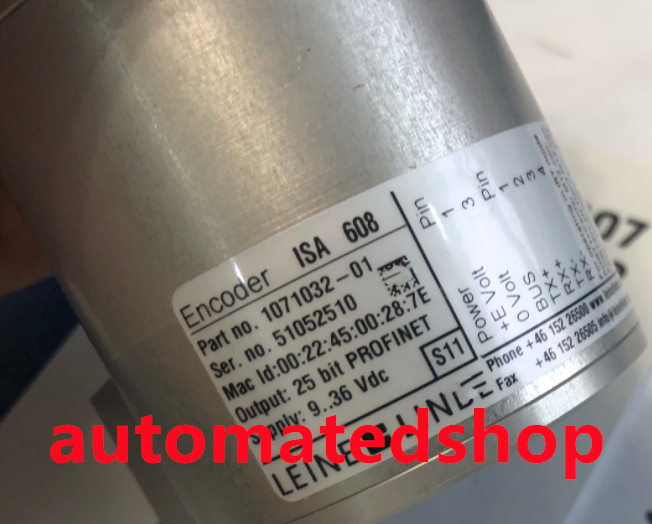 Encoder ISA 608
Part no. 1071032-01
Ser. no. 51052510
Mac Id:00:22:45:00:28:7E
Output: 25 bit PROFINET
Supply: 9..36 Vdc
S11
LEINE LINDE
Power Pin
+E Volt 1
0 Volt 3
BUS Pin
TX+ 1
RX+ 2
TX- 3
4
Phone +46 152 26500
Fax +46 152 26505
automatedshop
07